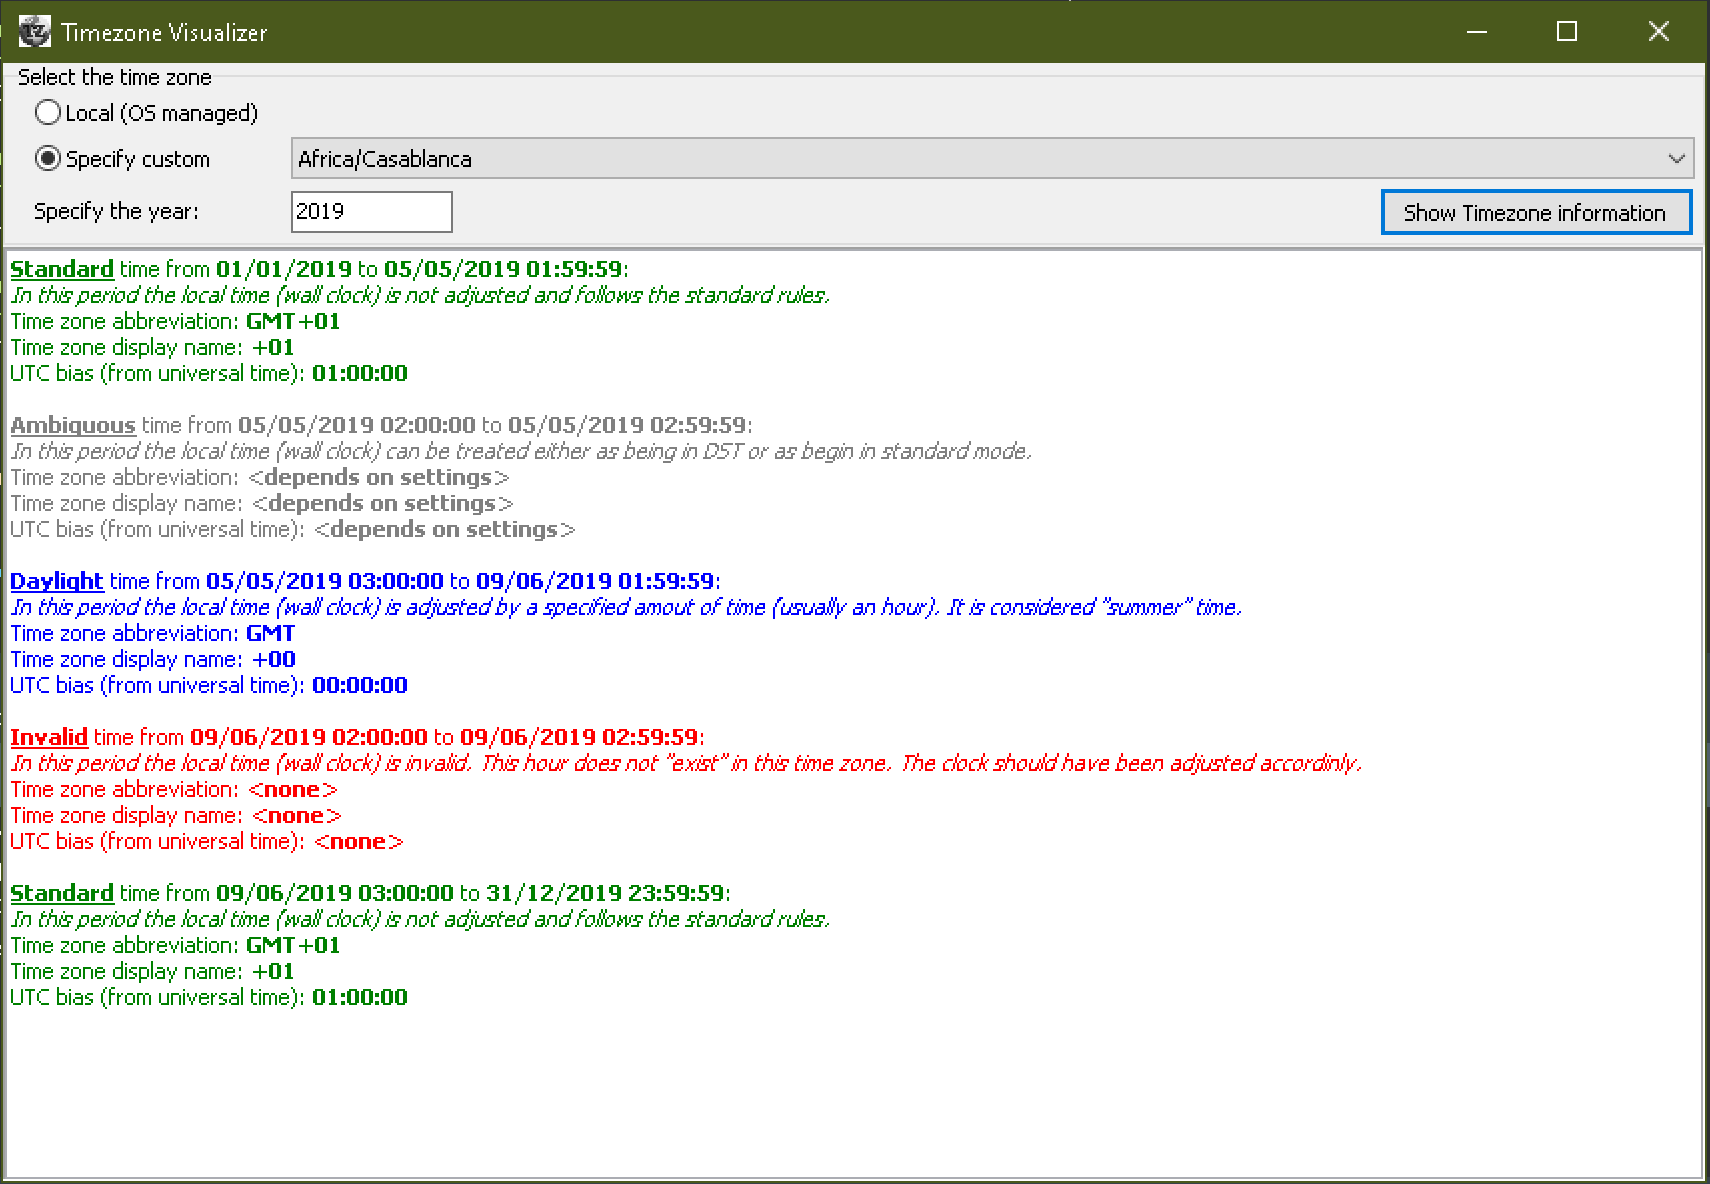 Timezone Visualizer
Select the time zone
Local (OS managed)
Specify custom
Africa/Casablanca
Specify the year:
2019
Show Timezone information
Standard time from 01/01/2019 to 05/05/2019 01:59:59:
In this period the local time (wall clock) is not adjusted and follows the standard rules.
Time zone abbreviation: GMT+01
Time zone display name: +01
UTC bias (from universal time): 01:00:00
Ambiquous time from 05/05/2019 02:00:00 to 05/05/2019 02:59:59:
In this period the local time (wall clock) can be treated either as being in DST or as begin in standard mode.
Time zone abbreviation: <depends on settings>
Time zone display name: <depends on settings>
UTC bias (from universal time): <depends on settings>
Daylight time from 05/05/2019 03:00:00 to 09/06/2019 01:59:59:
In this period the local time (wall clock) is adjusted by a specified amout of time (usually an hour). It is considered "summer" time.
Time zone abbreviation: GMT
Time zone display name: +00
UTC bias (from universal time): 00:00:00
Invalid time from 09/06/2019 02:00:00 to 09/06/2019 02:59:59:
In this period the local time (wall clock) is invalid. This hour does not "exist" in this time zone. The clock should have been adjusted accordinly.
Time zone abbreviation: <none>
Time zone display name: <none>
UTC bias (from universal time): <none>
Standard time from 09/06/2019 03:00:00 to 31/12/2019 23:59:59:
In this period the local time (wall clock) is not adjusted and follows the standard rules.
Time zone abbreviation: GMT+01
Time zone display name: +01
UTC bias (from universal time): 01:00:00